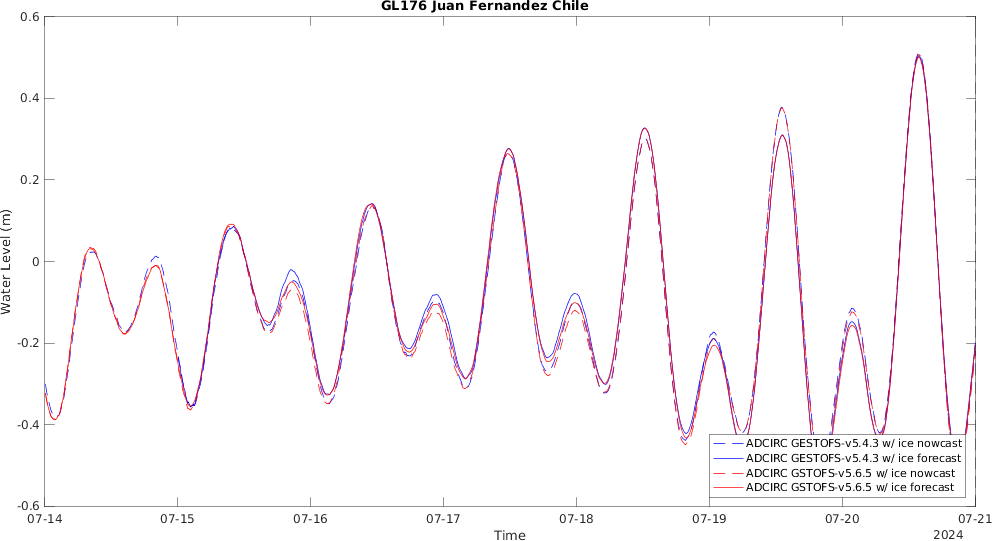 GL176 Juan Fernandez Chile
Water Level (m)
0.6
0.4
0.2
0
-0.2
-0.4
-0.6
ADCIRC GESTOFS-v5.4.3 w/ ice nowcast
ADCIRC GESTOFS-v5.4.3 w/ ice forecast
ADCIRC GSTOFS-v5.6.5 w/ ice nowcast
ADCIRC GSTOFS-v5.6.5 w/ ice forecast
07-14 07-15 07-16 07-17 07-18 07-19 07-20 07-21
Time
2024